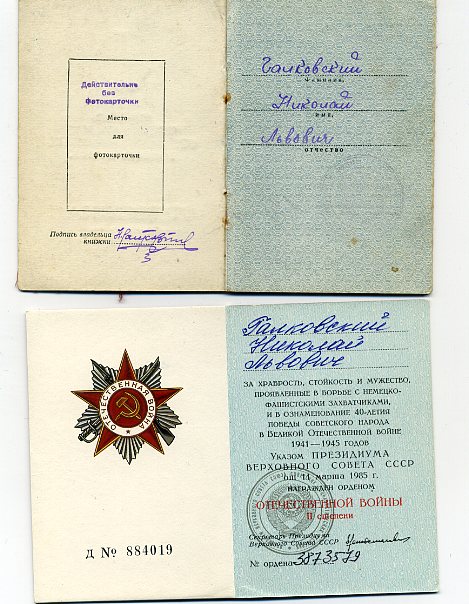 Действительно
без
фотокарточки
Место
для
фотокарточки
Подпись владельца
книжки
Галковский
Фамилия,
Николай
имя,
Львович
отчество
ОТЕЧЕСТВЕННАЯ ВОЙНА
Д № 884019
Галковский
Николай
Львович
ЗА ХРАБРОСТЬ, СТОЙКОСТЬ И МУЖЕСТВО,
ПРОЯВЛЕННЫЕ В БОРЬБЕ С НЕМЕЦКО-
ФАШИСТСКИМИ ЗАХВАТЧИКАМИ,
И В ОЗНАМЕНОВАНИЕ 40-ЛЕТИЯ
ПОБЕДЫ СОВЕТСКОГО НАРОДА
В ВЕЛИКОЙ ОТЕЧЕСТВЕННОЙ ВОЙНЕ
1941—1945 ГОДОВ
УКАЗОМ ПРЕЗИДИУМА
ВЕРХОВНОГО СОВЕТА СССР
от 11 марта 1985 г.
НАГРАЖДЕН ОРДЕНОМ
ОТЕЧЕСТВЕННОЙ ВОЙНЫ
II степени
Секретарь Президиума
Верховного Совета СССР
№ ордена 3873579